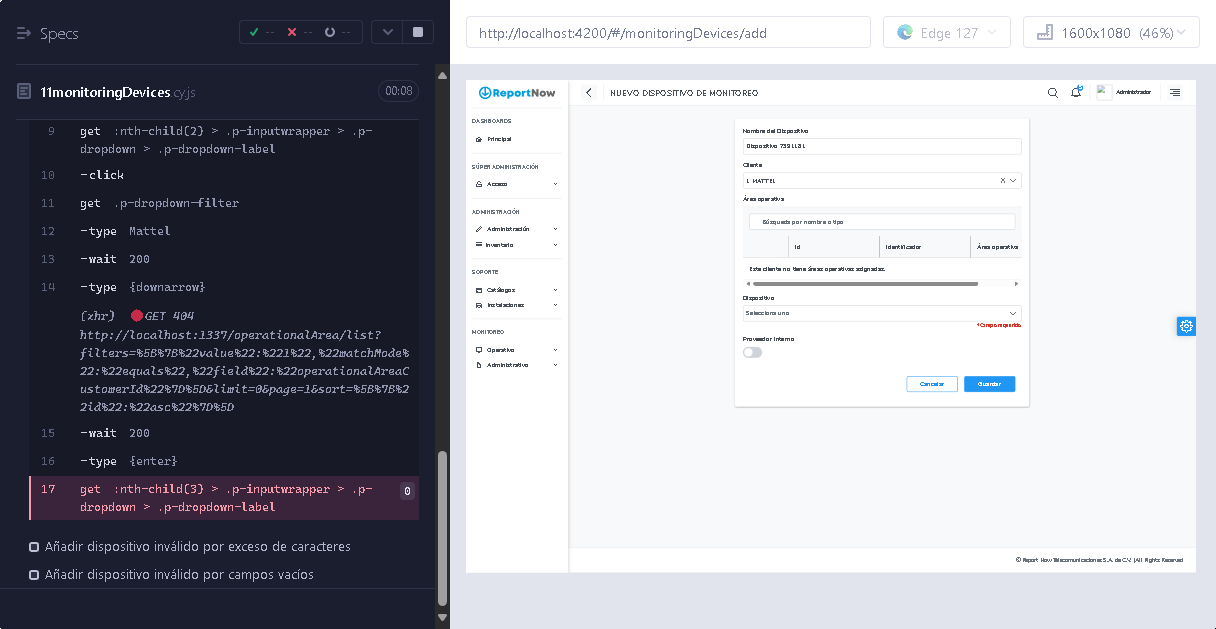 Specs
-- -- --
http://localhost:4200/#/monitoringDevices/add
Edge 127
1600x1080 (46%)
11monitoringDevices.cy.js
00:08
9 get :nth-child(2) > .p-inputwrapper > .p-
dropdown > .p-dropdown-label
10 -click
11 get .p-dropdown-filter
12 -type Mattel
13 -wait 200
14 -type {downarrow}
(xhr) GET 404
http://localhost:1337/operationalArea/list?
filters=%5B%7B%22value%22:%221%22,%22matchMode%
22:%22equals%22,%22field%22:%22operationalAreaC
ustomerId%22%7D%5D&limit=0&page=1&sort=%5B%7B%2
2id%22:%22asc%22%7D%5D
15 -wait 200
16 -type {enter}
17 get :nth-child(3) > .p-inputwrapper > .p-
dropdown > .p-dropdown-label
0
Añadir dispositivo inválido por exceso de caracteres
Añadir dispositivo inválido por campos vacíos
ReportNow
DASHBOARDS
Principal
SÚPER ADMINISTRACIÓN
Acceso
ADMINISTRACIÓN
Administración
Inventario
SOPORTE
Catálogos
Instalaciones
MONITOREO
Operativo
Administrativo
NUEVO DISPOSITIVO DE MONITOREO
Administrador
Nombre del Dispositivo
Dispositivo 7331181
Cliente
1. MATTEL
Área operativa
Búsqueda por nombre o tipo
Id
Identificador
Área operativa
Este cliente no tiene áreas operativas asignadas.
Dispositivo
Seleccione uno
*Campo requerido
Proveedor Interno
Cancelar
Guardar
© Report Now Telecomunicaciones S.A. de C.V. | All Rights Reserved